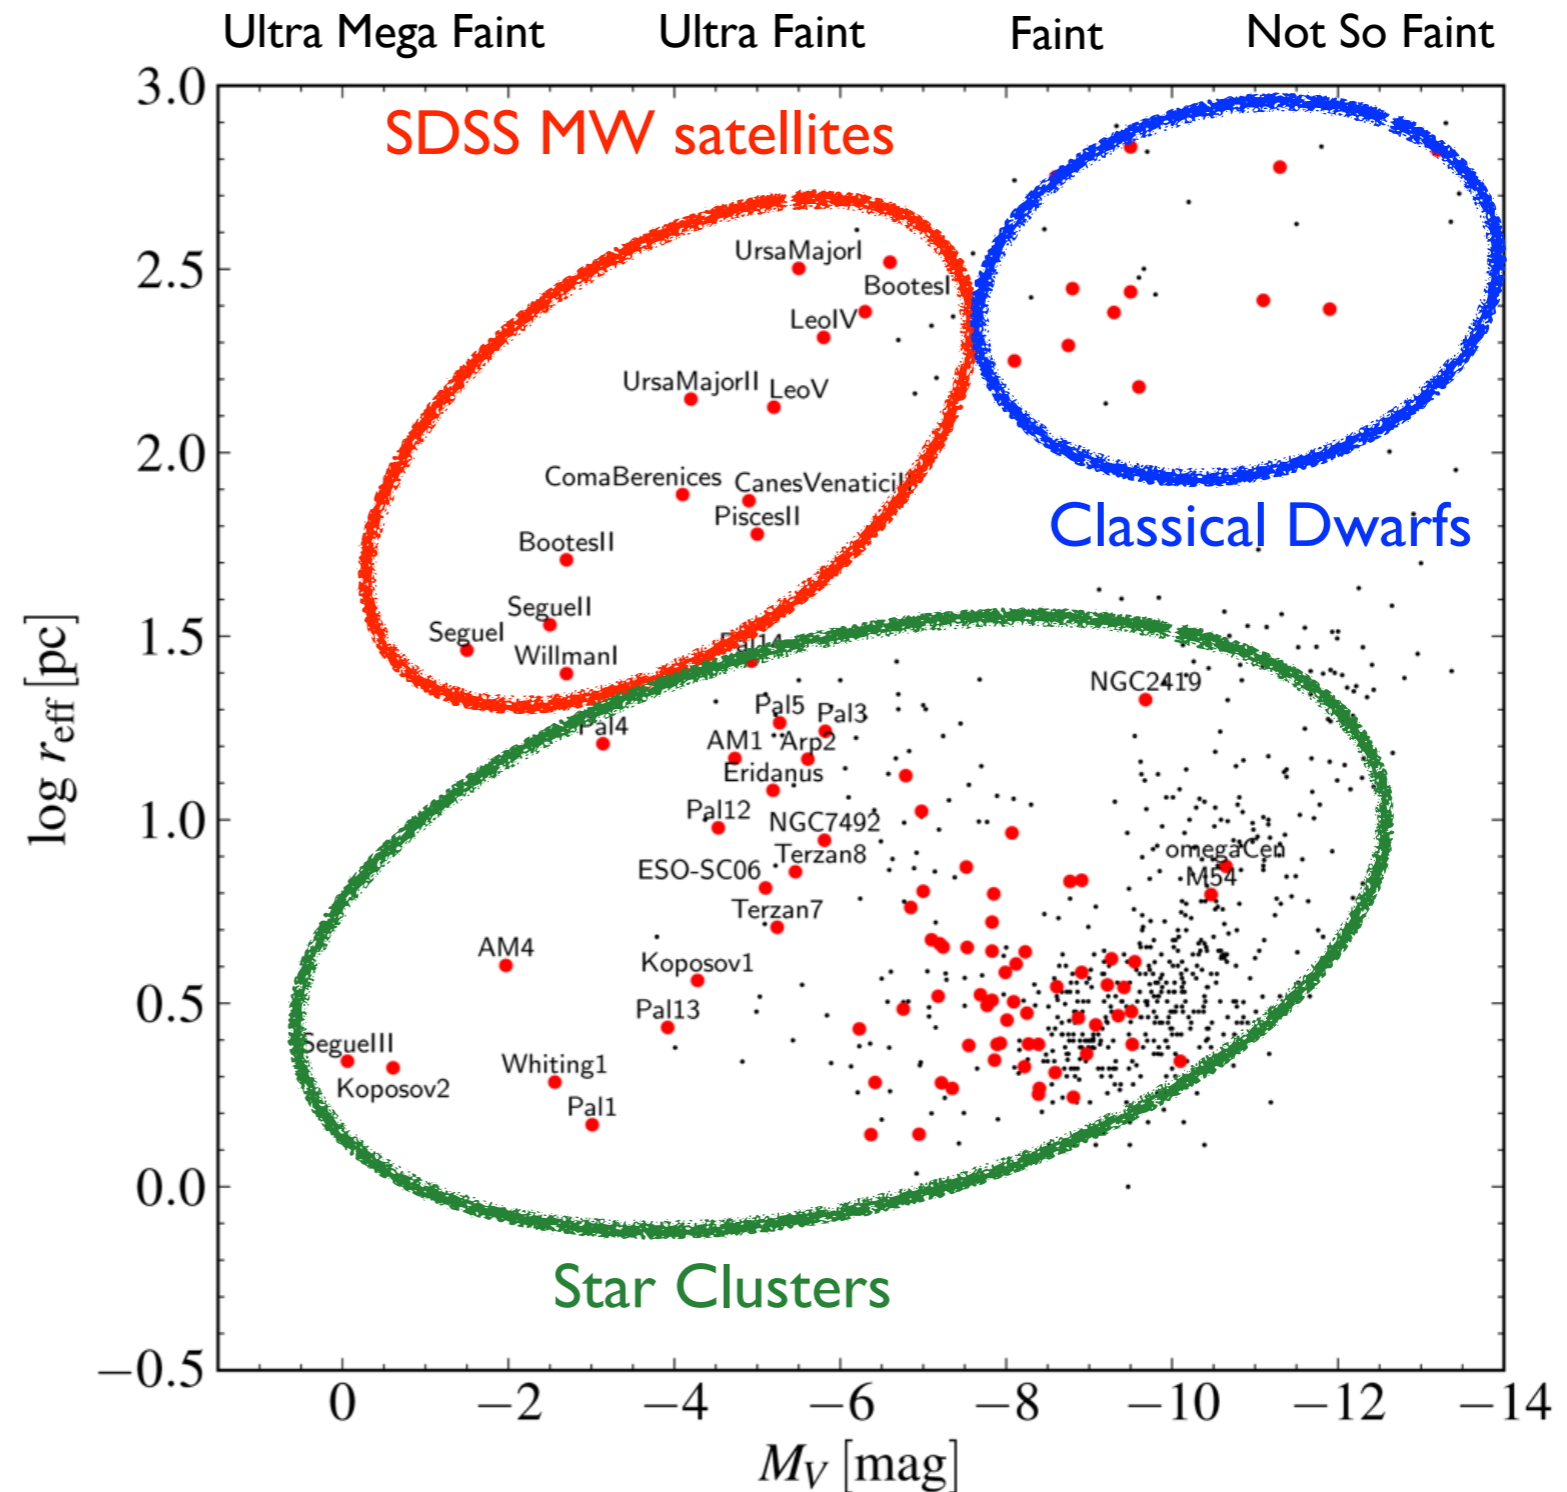 Ultra Mega Faint Ultra Faint Faint Not So Faint
3.0
SDSS MW satellites
UrsaMajorI
2.5
BootesI
LeoIV
UrsaMajorII LeoV
2.0
ComaBerenices CanesVenaticiI
PiscesII
Classical Dwarfs
BootesII
SegueII
1.5
SegueI
WillmanI
Pal14
NGC2419
Pal5 Pal3
Pal4
AM1 Arp2
Eridanus
1.0
Pal12 NGC7492
omegaCen
Terzan8
ESO-SC06
M54
Terzan7
AM4
Koposov1
0.5
Pal13
SegueIII
Whiting1
Koposov2
Pal1
0.0
Star Clusters
−0.5
0 −2 −4 −6 −8 −10 −12 −14
M_V [mag]
log r_eff [pc]